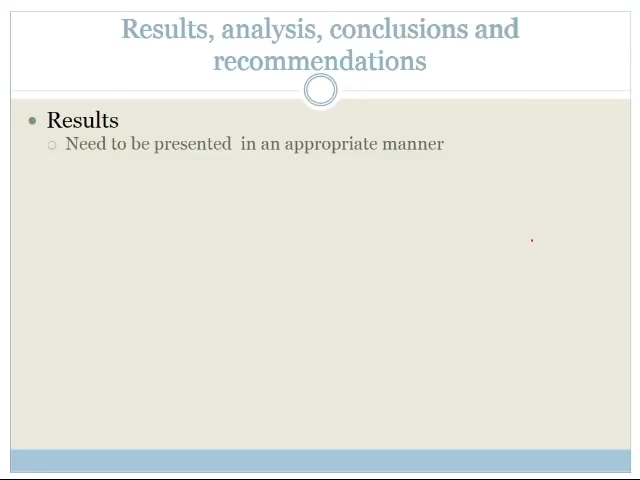 Results, analysis, conclusions and
recommendations
Results
Need to be presented  in an appropriate manner